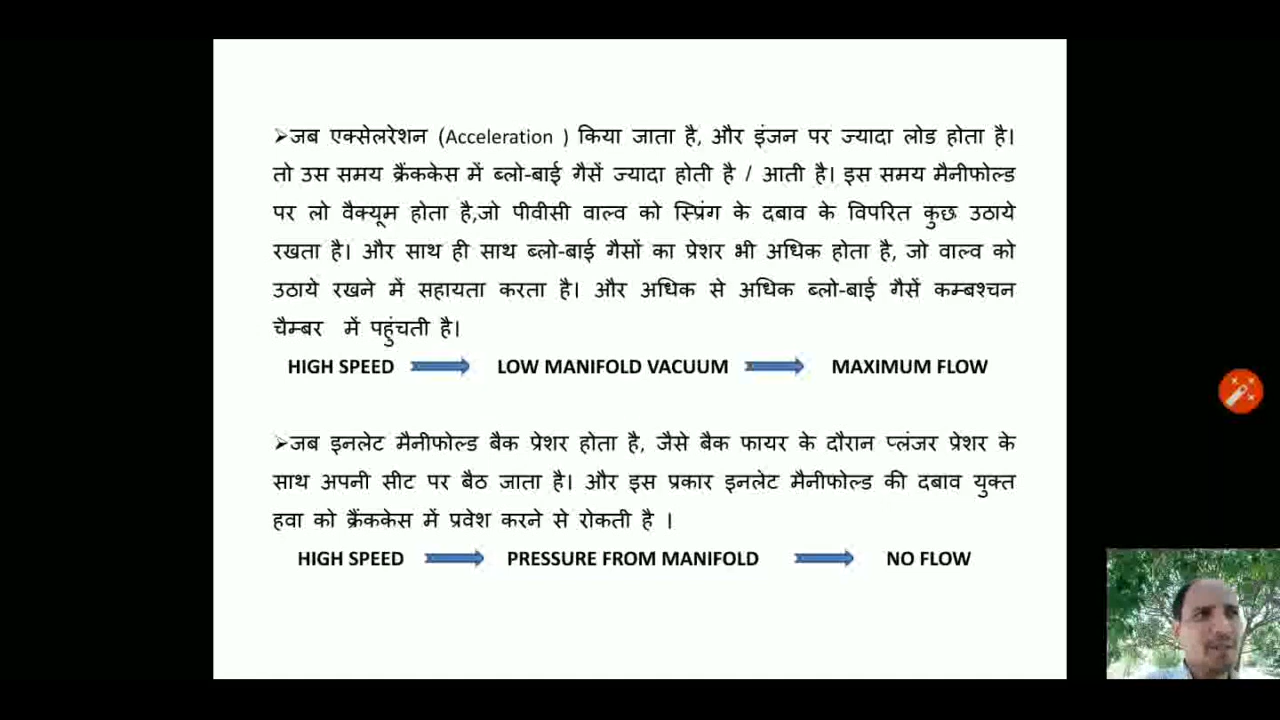 ➢जब एक्सेलरेशन (Acceleration ) किया जाता है, और इंजन पर ज्यादा लोड होता है।
तो उस समय क्रैंककेस में ब्लो-बाई गैसें ज्यादा होती है / आती है। इस समय मैनीफोल्ड
पर लो वैक्यूम होता है,जो पीवीसी वाल्व को स्प्रिंग के दबाव के विपरित कुछ उठाये
रखता है। और साथ ही साथ ब्लो-बाई गैसों का प्रेशर भी अधिक होता है, जो वाल्व को
उठाये रखने में सहायता करता है। और अधिक से अधिक ब्लो-बाई गैसें कम्बश्चन
चैम्बर में पहुंचती है।
HIGH SPEED LOW MANIFOLD VACUUM MAXIMUM FLOW
➢जब इनलेट मैनीफोल्ड बैक प्रेशर होता है, जैसे बैक फायर के दौरान प्लंजर प्रेशर के
साथ अपनी सीट पर बैठ जाता है। और इस प्रकार इनलेट मैनीफोल्ड की दबाव युक्त
हवा को क्रैंककेस में प्रवेश करने से रोकती है ।
HIGH SPEED PRESSURE FROM MANIFOLD NO FLOW